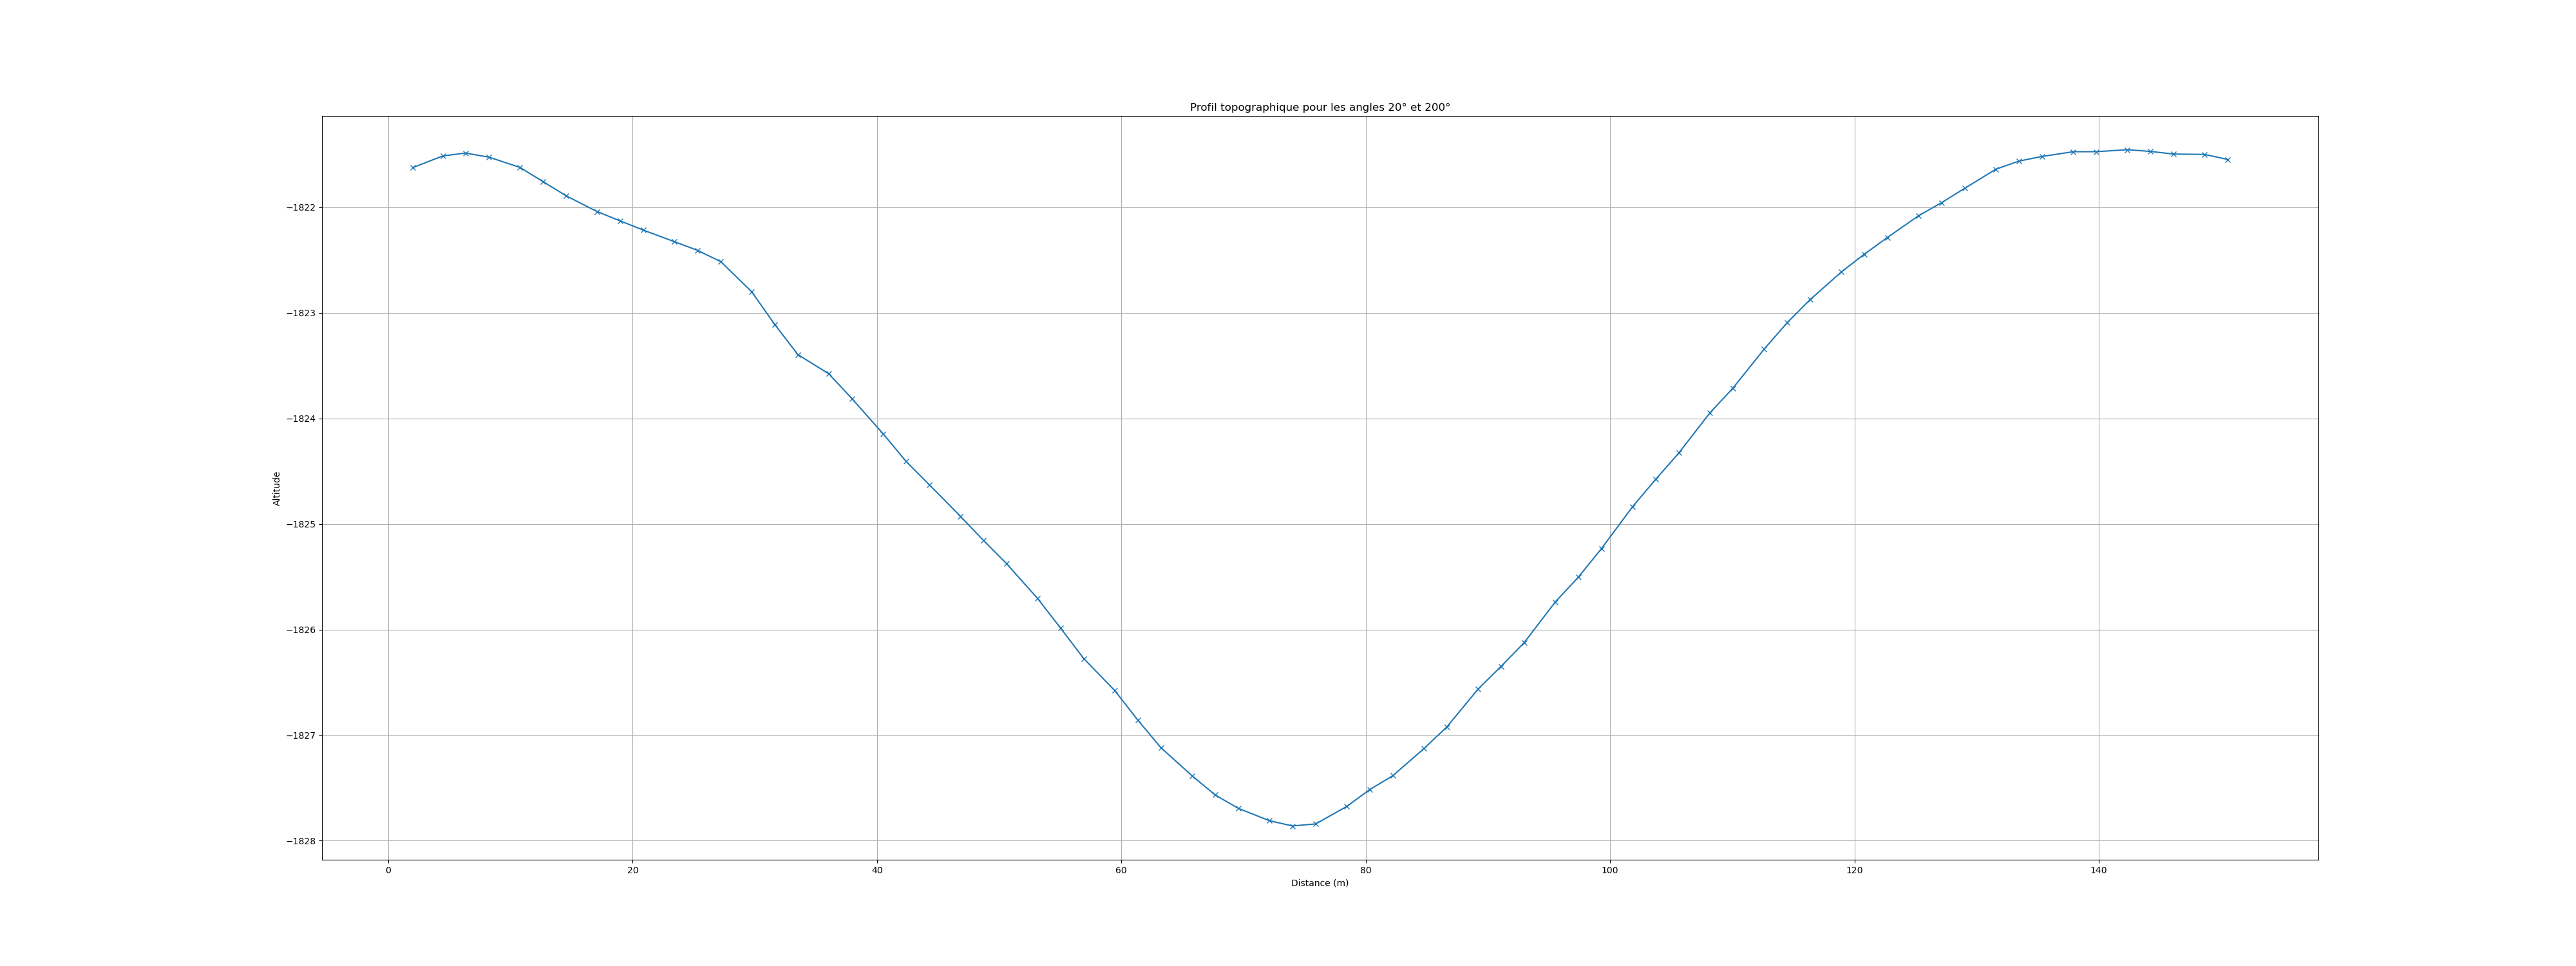 Profil topographique pour les angles 20° et 200°
−1822
−1823
−1824
Altitude
−1825
−1826
−1827
−1828
0 20 40 60 80 100 120 140
Distance (m)